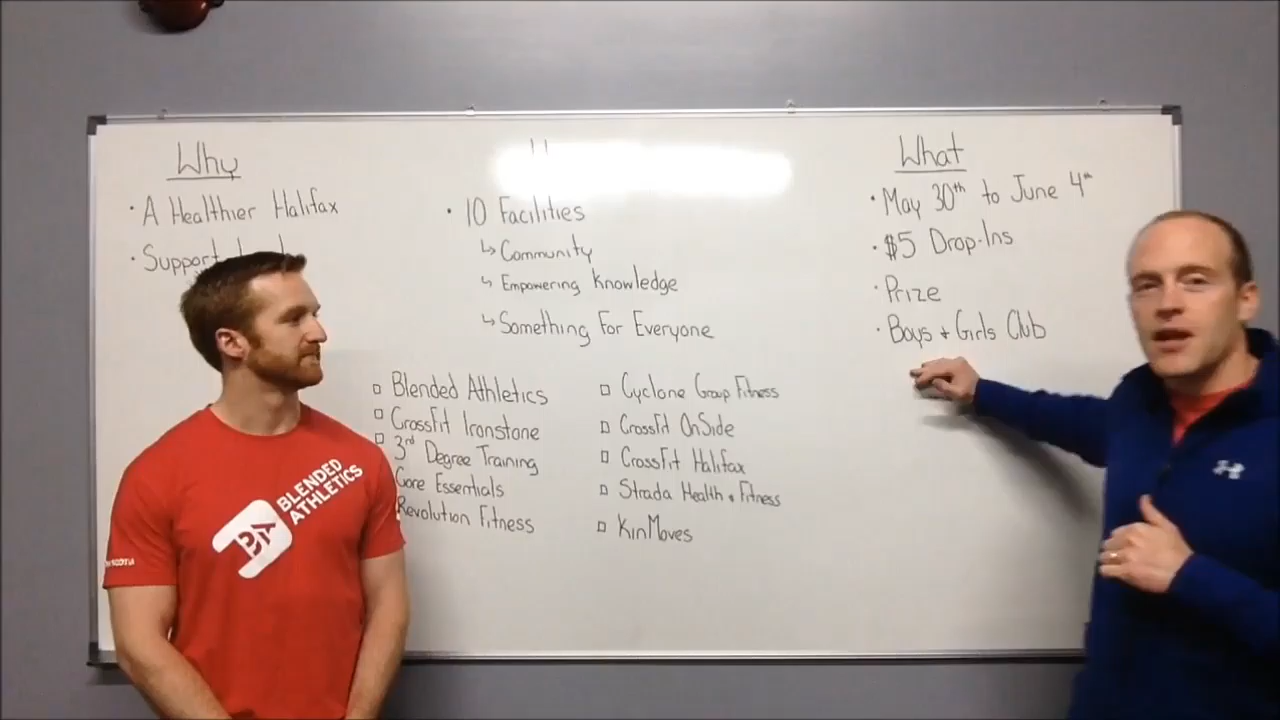 Why
• A Healthier Halifax
• Support
• 10 Facilities
↳ Community
↳ Empowering Knowledge
↳ Something For Everyone
□ Blended Athletics
□ CrossFit Ironstone
□ 3rd Degree Training
Core Essentials
Revolution Fitness
□ Cyclone Group Fitness
□ CrossFit OnSide
□ CrossFit Halifax
□ Strada Health + Fitness
□ KinMoves
What
• May 30th to June 4th
• $5 Drop-Ins
• Prize
• Boys + Girls Club
BLENDED
ATHLETICS
BA